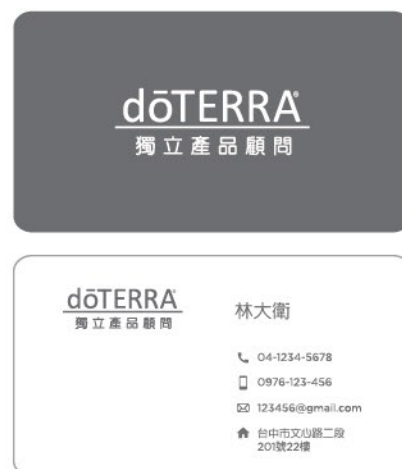 dōTERRA®
獨立產品顧問
dōTERRA
獨立產品顧問
林大衛
04-1234-5678
0976-123-456
123456@gmail.com
台中市文心路二段
201號22樓